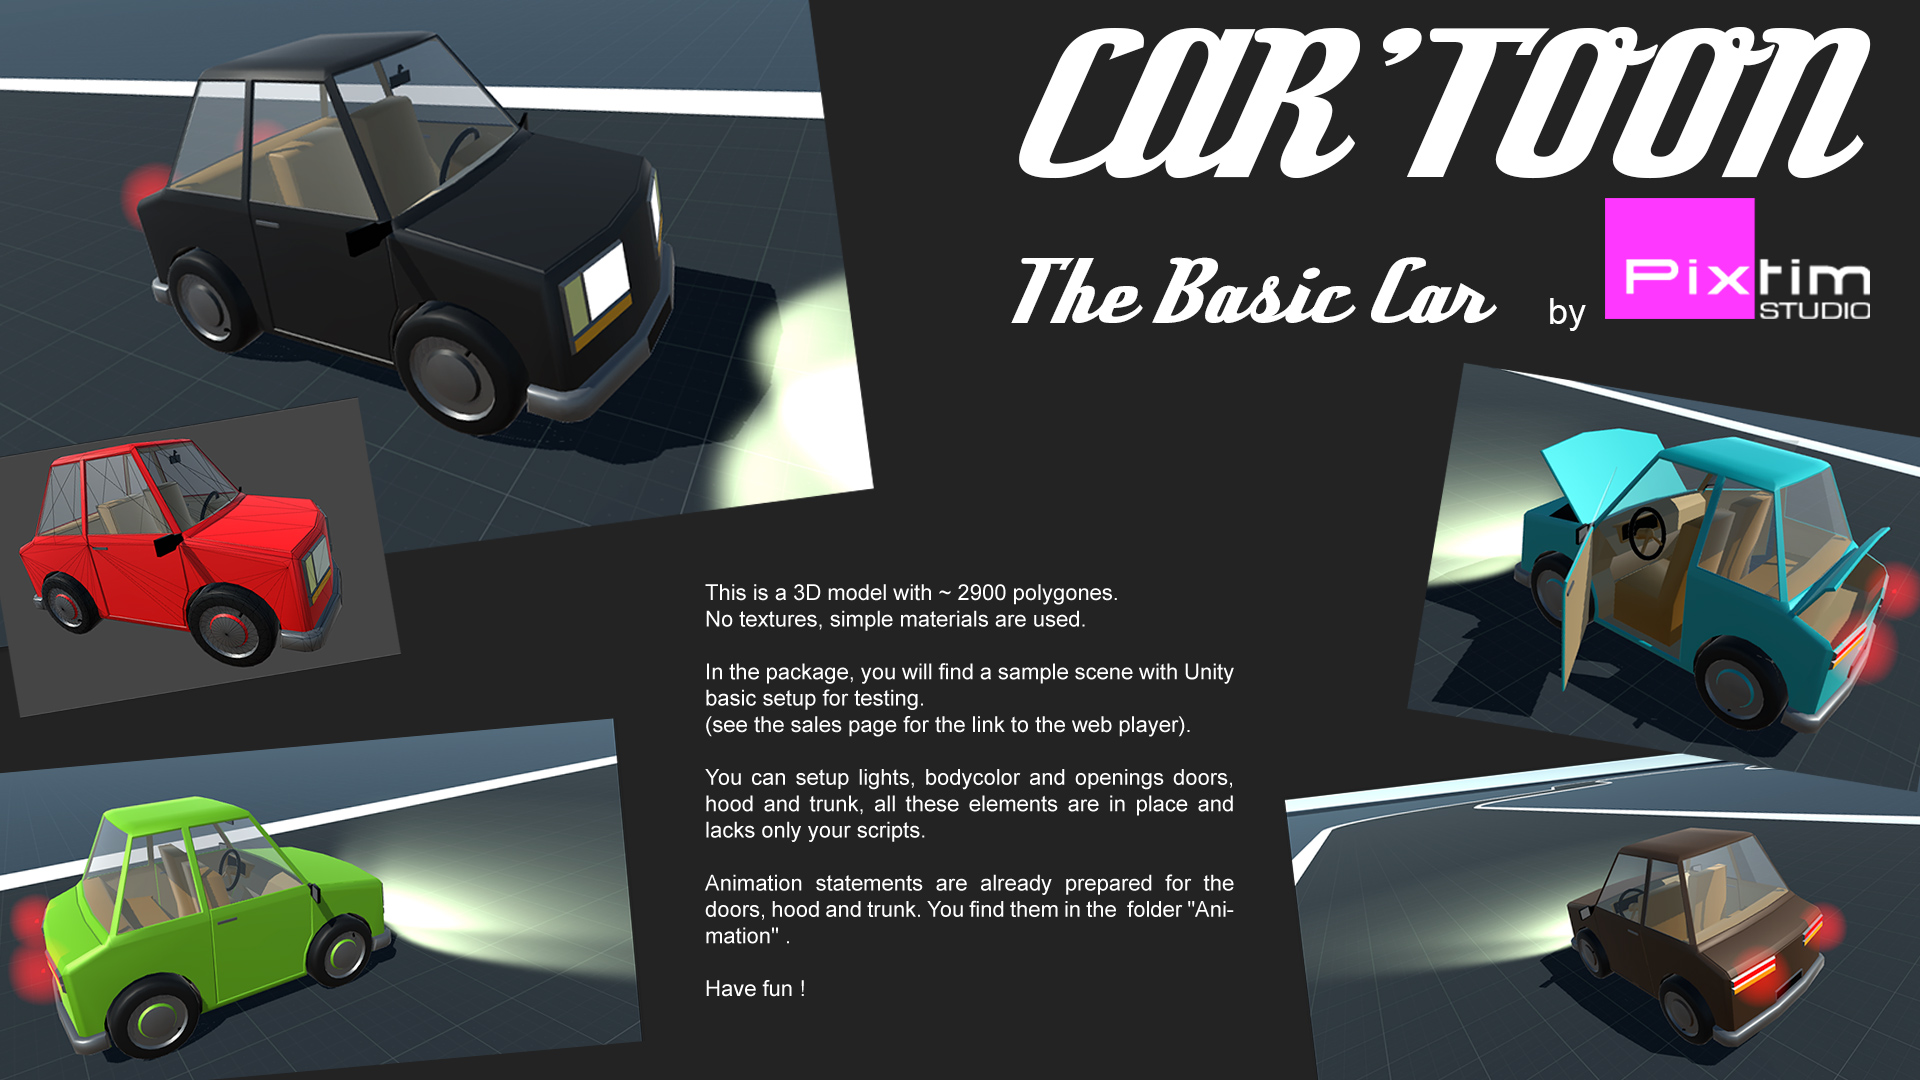 CAR'TOON
The Basic Car by Pixtim
STUDIO
This is a 3D model with ~ 2900 polygones.
No textures, simple materials are used.
In the package, you will find a sample scene with Unity
basic setup for testing.
(see the sales page for the link to the web player).
You can setup lights, bodycolor and openings doors,
hood and trunk, all these elements are in place and
lacks only your scripts.
Animation statements are already prepared for the
doors, hood and trunk. You find them in the folder "Ani-
mation" .
Have fun !